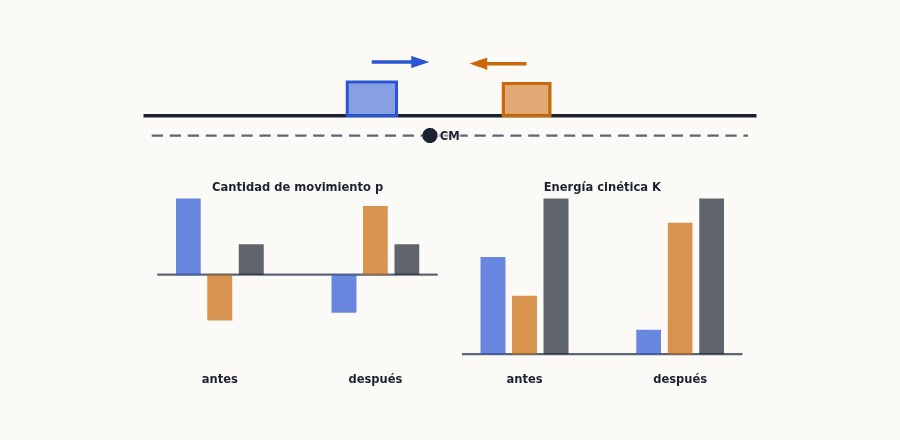 CM
Cantidad de movimiento p
Energía cinética K
antes
después
antes
después